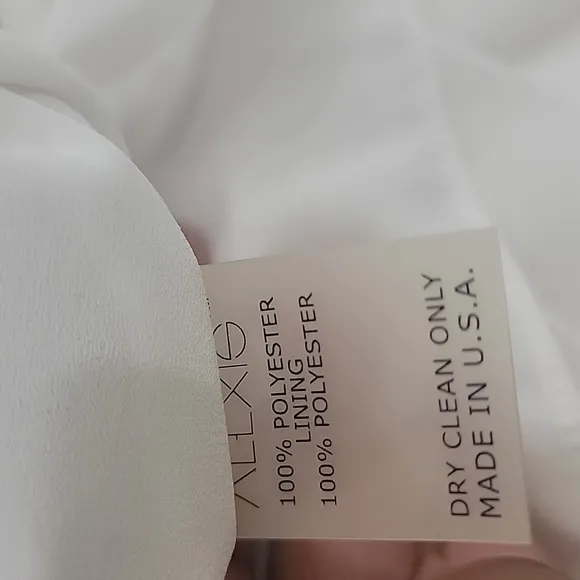 ALEXIS
100% POLYESTER
LINING
100% POLYESTER
DRY CLEAN ONLY
MADE IN U.S.A.